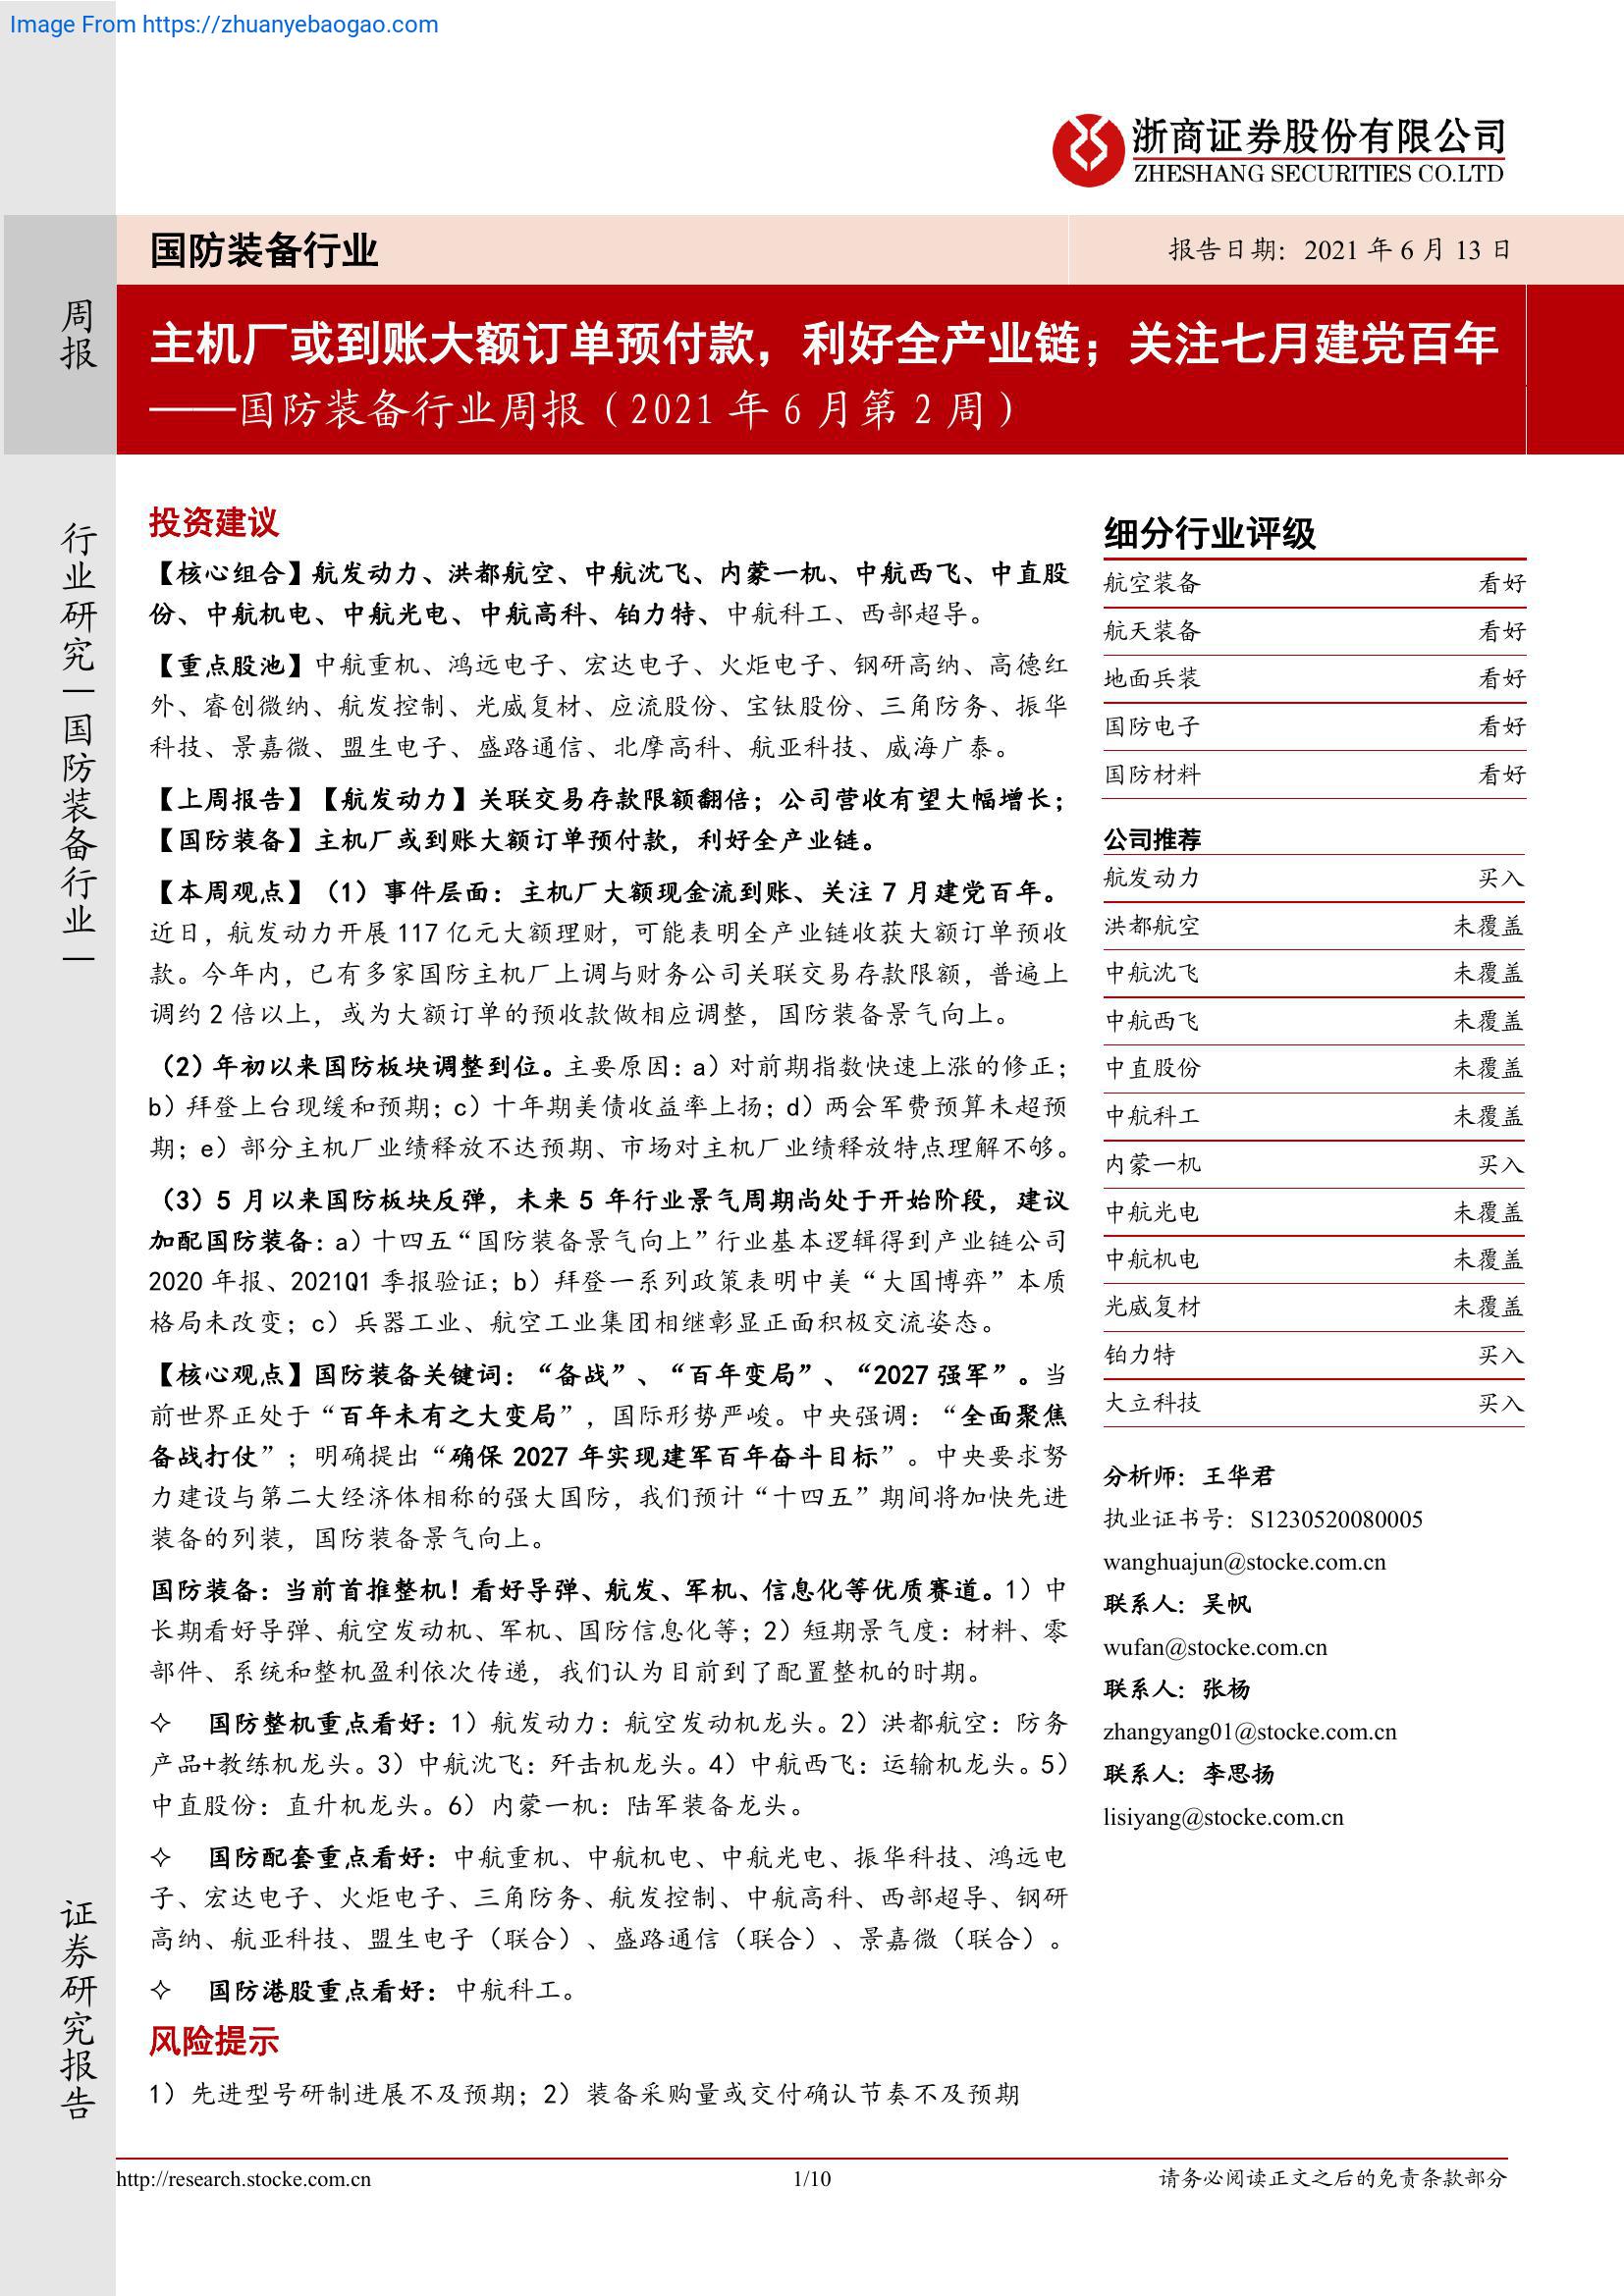 Image From https://zhuanyebaogao.com
浙商证券股份有限公司
ZHESHANG SECURITIES CO.LTD
国防装备行业
报告日期：2021 年 6 月 13 日
周报
主机厂或到账大额订单预付款，利好全产业链；关注七月建党百年
——国防装备行业周报（2021 年 6 月第 2 周）
行业研究｜国防装备行业｜
证券研究报告
投资建议
【核心组合】航发动力、洪都航空、中航沈飞、内蒙一机、中航西飞、中直股
份、中航机电、中航光电、中航高科、铂力特、中航科工、西部超导。
【重点股池】中航重机、鸿远电子、宏达电子、火炬电子、钢研高纳、高德红
外、睿创微纳、航发控制、光威复材、应流股份、宝钛股份、三角防务、振华
科技、景嘉微、盟生电子、盛路通信、北摩高科、航亚科技、威海广泰。
【上周报告】【航发动力】关联交易存款限额翻倍；公司营收有望大幅增长；
【国防装备】主机厂或到账大额订单预付款，利好全产业链。
【本周观点】（1）事件层面：主机厂大额现金流到账、关注 7 月建党百年。
近日，航发动力开展 117 亿元大额理财，可能表明全产业链收获大额订单预收
款。今年内，已有多家国防主机厂上调与财务公司关联交易存款限额，普遍上
调约 2 倍以上，或为大额订单的预收款做相应调整，国防装备景气向上。
（2）年初以来国防板块调整到位。主要原因：a）对前期指数快速上涨的修正；
b）拜登上台现缓和预期；c）十年期美债收益率上扬；d）两会军费预算未超预
期；e）部分主机厂业绩释放不达预期、市场对主机厂业绩释放特点理解不够。
（3）5 月以来国防板块反弹，未来 5 年行业景气周期尚处于开始阶段，建议
加配国防装备：a）十四五“国防装备景气向上”行业基本逻辑得到产业链公司
2020 年报、2021Q1 季报验证；b）拜登一系列政策表明中美“大国博弈”本质
格局未改变；c）兵器工业、航空工业集团相继彰显正面积极交流姿态。
【核心观点】国防装备关键词：“备战”、“百年变局”、“2027 强军”。当
前世界正处于“百年未有之大变局”，国际形势严峻。中央强调：“全面聚焦
备战打仗”；明确提出“确保 2027 年实现建军百年奋斗目标”。中央要求努
力建设与第二大经济体相称的强大国防，我们预计“十四五”期间将加快先进
装备的列装，国防装备景气向上。
国防装备：当前首推整机！看好导弹、航发、军机、信息化等优质赛道。1）中
长期看好导弹、航空发动机、军机、国防信息化等；2）短期景气度：材料、零
部件、系统和整机盈利依次传递，我们认为目前到了配置整机的时期。
✧ 国防整机重点看好：1）航发动力：航空发动机龙头。2）洪都航空：防务
产品+教练机龙头。3）中航沈飞：歼击机龙头。4）中航西飞：运输机龙头。5）
中直股份：直升机龙头。6）内蒙一机：陆军装备龙头。
✧ 国防配套重点看好：中航重机、中航机电、中航光电、振华科技、鸿远电
子、宏达电子、火炬电子、三角防务、航发控制、中航高科、西部超导、钢研
高纳、航亚科技、盟生电子（联合）、盛路通信（联合）、景嘉微（联合）。
✧ 国防港股重点看好：中航科工。
风险提示
1）先进型号研制进展不及预期；2）装备采购量或交付确认节奏不及预期
细分行业评级
航空装备 看好
航天装备 看好
地面兵装 看好
国防电子 看好
国防材料 看好
公司推荐
航发动力 买入
洪都航空 未覆盖
中航沈飞 未覆盖
中航西飞 未覆盖
中直股份 未覆盖
中航科工 未覆盖
内蒙一机 买入
中航光电 未覆盖
中航机电 未覆盖
光威复材 未覆盖
铂力特 买入
大立科技 买入
分析师：王华君
执业证书号：S1230520080005
wanghuajun@stocke.com.cn
联系人：吴帆
wufan@stocke.com.cn
联系人：张杨
zhangyang01@stocke.com.cn
联系人：李思扬
lisiyang@stocke.com.cn
http://research.stocke.com.cn
1/10
请务必阅读正文之后的免责条款部分